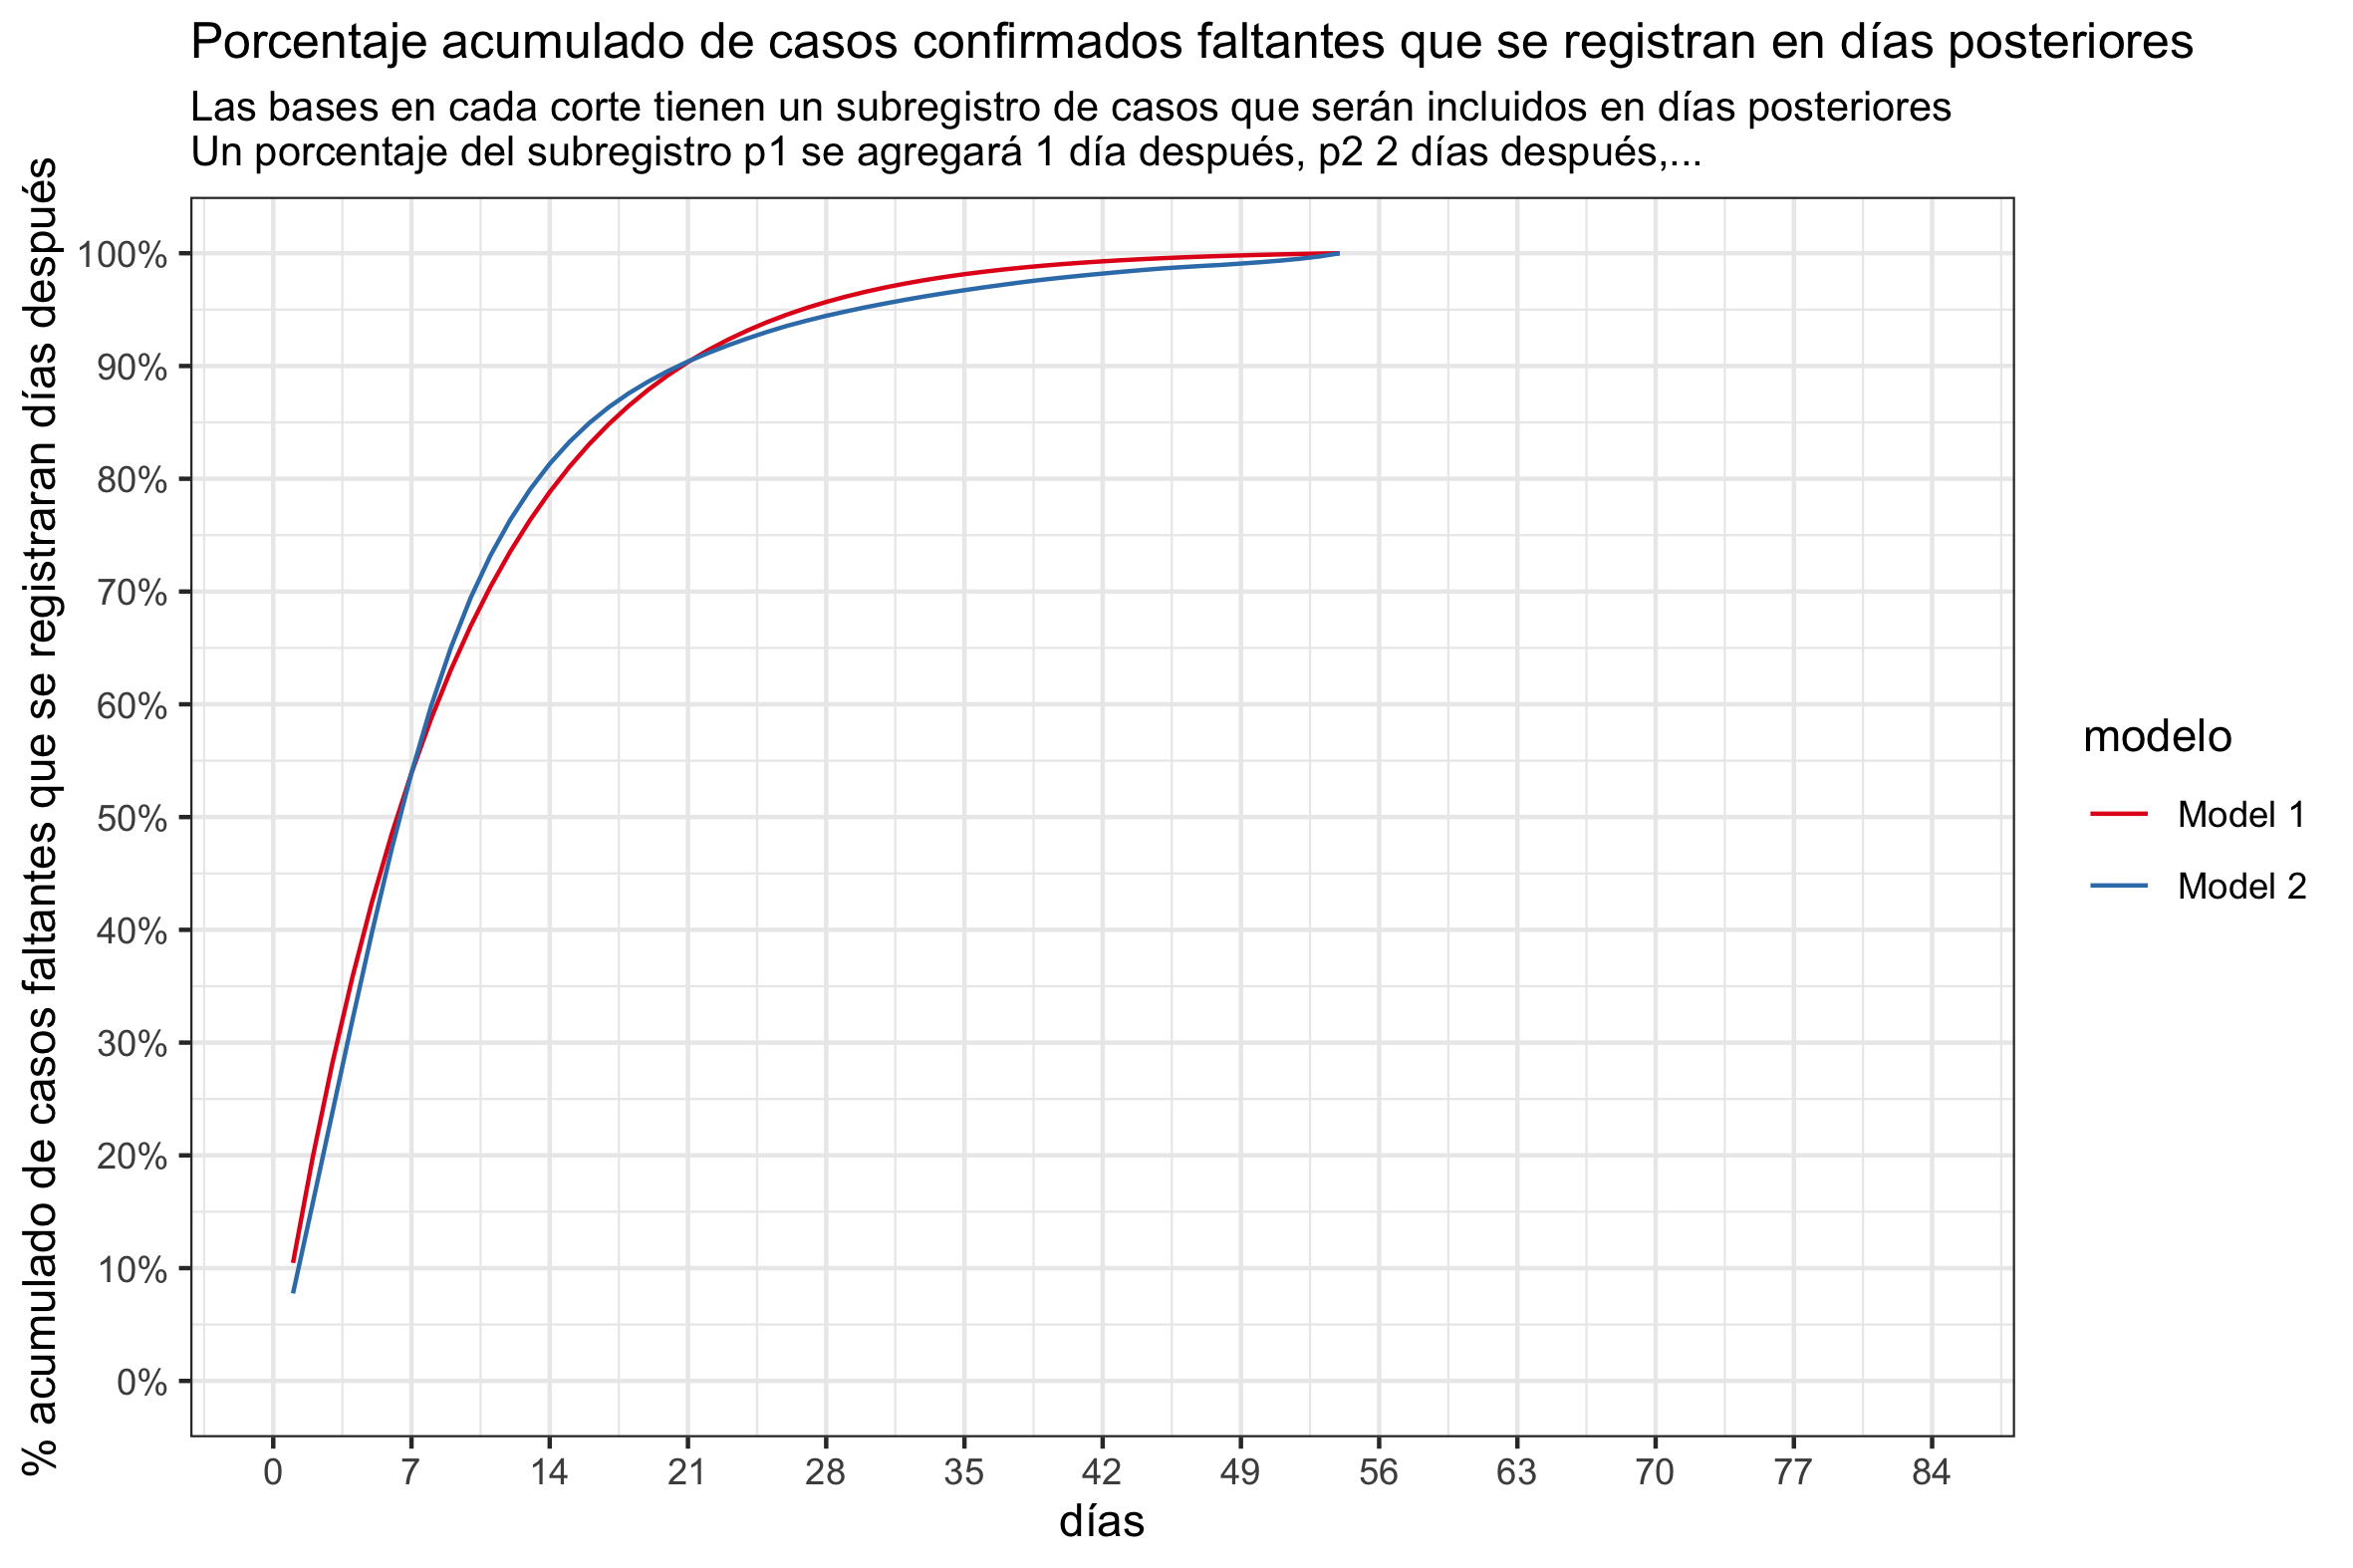 Porcentaje acumulado de casos confirmados faltantes que se registran en días posteriores
Las bases en cada corte tienen un subregistro de casos que serán incluidos en días posteriores
Un porcentaje del subregistro p1 se agregará 1 día después, p2 2 días después,...
% acumulado de casos faltantes que se registraran días después
100%
90%
80%
70%
60%
50%
40%
30%
20%
10%
0%
0 7 14 21 28 35 42 49 56 63 70 77 84
días
modelo
Model 1
Model 2